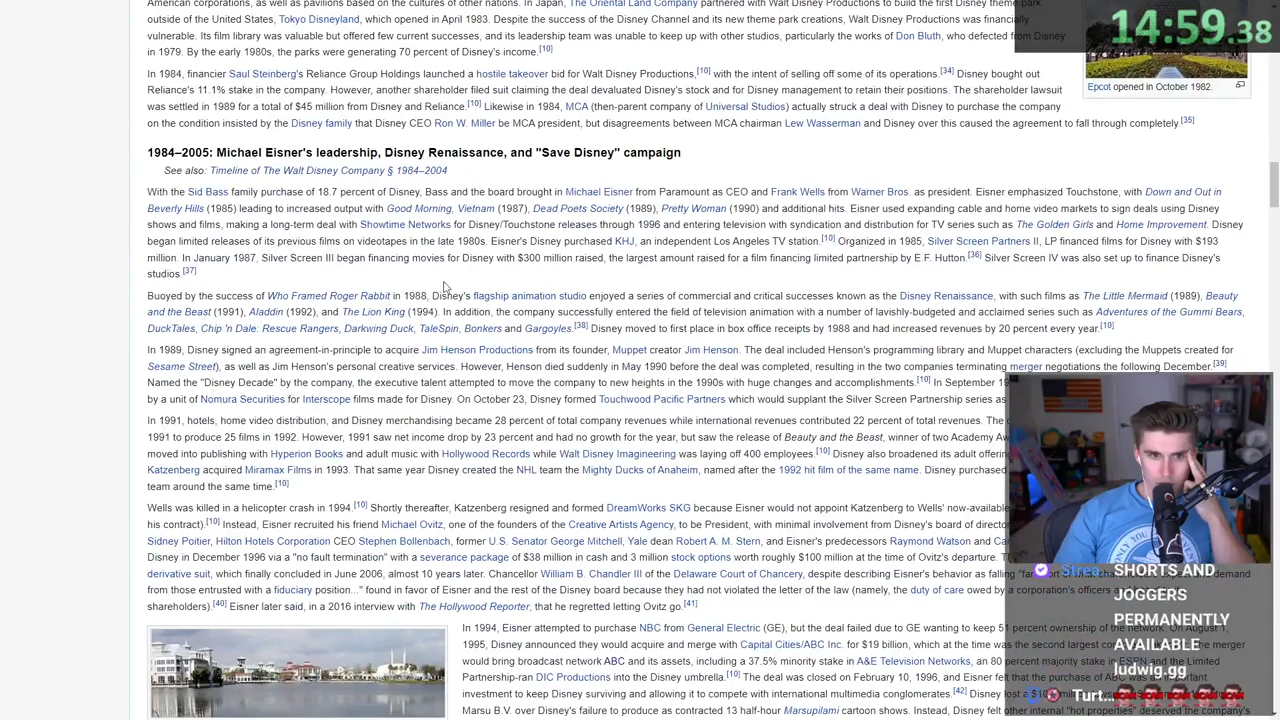 American corporations, as well as pavilions based on the cultures of other nations. In Japan, The Oriental Land Company partnered with Walt Disney Productions to build the first Disney theme park
outside of the United States, Tokyo Disneyland, which opened in April 1983. Despite the success of the Disney Channel and its new theme park creations, Walt Disney Productions was financially
vulnerable. Its film library was valuable but offered few current successes, and its leadership team was unable to keep up with other studios, particularly the works of Don Bluth, who defected from Disney
in 1979. By the early 1980s, the parks were generating 70 percent of Disney's income.[10]
14:59.38
Epcot opened in October 1982.
In 1984, financier Saul Steinberg's Reliance Group Holdings launched a hostile takeover bid for Walt Disney Productions,[10] with the intent of selling off some of its operations.[34] Disney bought out
Reliance's 11.1% stake in the company. However, another shareholder filed suit claiming the deal devaluated Disney's stock and for Disney management to retain their positions. The shareholder lawsuit
was settled in 1989 for a total of $45 million from Disney and Reliance.[10] Likewise in 1984, MCA (then-parent company of Universal Studios) actually struck a deal with Disney to purchase the company
on the condition insisted by the Disney family that Disney CEO Ron W. Miller be MCA president, but disagreements between MCA chairman Lew Wasserman and Disney over this caused the agreement to fall through completely.[35]
1984–2005: Michael Eisner's leadership, Disney Renaissance, and "Save Disney" campaign
See also: Timeline of The Walt Disney Company § 1984–2004
With the Sid Bass family purchase of 18.7 percent of Disney, Bass and the board brought in Michael Eisner from Paramount as CEO and Frank Wells from Warner Bros. as president. Eisner emphasized Touchstone, with Down and Out in
Beverly Hills (1985) leading to increased output with Good Morning, Vietnam (1987), Dead Poets Society (1989), Pretty Woman (1990) and additional hits. Eisner used expanding cable and home video markets to sign deals using Disney
shows and films, making a long-term deal with Showtime Networks for Disney/Touchstone releases through 1996 and entering television with syndication and distribution for TV series such as The Golden Girls and Home Improvement. Disney
began limited releases of its previous films on videotapes in the late 1980s. Eisner's Disney purchased KHJ, an independent Los Angeles TV station.[10] Organized in 1985, Silver Screen Partners II, LP financed films for Disney with $193
million. In January 1987, Silver Screen III began financing movies for Disney with $300 million raised, the largest amount raised for a film financing limited partnership by E.F. Hutton.[36] Silver Screen IV was also set up to finance Disney's
studios.[37]
Buoyed by the success of Who Framed Roger Rabbit in 1988, Disney's flagship animation studio enjoyed a series of commercial and critical successes known as the Disney Renaissance, with such films as The Little Mermaid (1989), Beauty
and the Beast (1991), Aladdin (1992), and The Lion King (1994). In addition, the company successfully entered the field of television animation with a number of lavishly-budgeted and acclaimed series such as Adventures of the Gummi Bears,
DuckTales, Chip 'n Dale: Rescue Rangers, Darkwing Duck, TaleSpin, Bonkers and Gargoyles.[38] Disney moved to first place in box office receipts by 1988 and had increased revenues by 20 percent every year.[10]
In 1989, Disney signed an agreement-in-principle to acquire Jim Henson Productions from its founder, Muppet creator Jim Henson. The deal included Henson's programming library and Muppet characters (excluding the Muppets created for
Sesame Street), as well as Jim Henson's personal creative services. However, Henson died suddenly in May 1990 before the deal was completed, resulting in the two companies terminating merger negotiations the following December.[39]
Named the "Disney Decade" by the company, the executive talent attempted to move the company to new heights in the 1990s with huge changes and accomplishments.[10] In September 19
by a unit of Nomura Securities for Interscope films made for Disney. On October 23, Disney formed Touchwood Pacific Partners which would supplant the Silver Screen Partnership series as
In 1991, hotels, home video distribution, and Disney merchandising became 28 percent of total company revenues while international revenues contributed 22 percent of total revenues. The
1991 to produce 25 films in 1992. However, 1991 saw net income drop by 23 percent and had no growth for the year, but saw the release of Beauty and the Beast, winner of two Academy
moved into publishing with Hyperion Books and adult music with Hollywood Records while Walt Disney Imagineering was laying off 400 employees.[10] Disney also broadened its adult
Katzenberg acquired Miramax Films in 1993. That same year Disney created the NHL team the Mighty Ducks of Anaheim, named after the 1992 hit film of the same name. Disney purchased
team around the same time.[10]
Wells was killed in a helicopter crash in 1994.[10] Shortly thereafter, Katzenberg resigned and formed DreamWorks SKG because Eisner would not appoint Katzenberg to Wells' now-available
his contract).[10] Instead, Eisner recruited his friend Michael Ovitz, one of the founders of the Creative Artists Agency, to be President, with minimal involvement from Disney's board of
Sidney Poitier, Hilton Hotels Corporation CEO Stephen Bollenbach, former U.S. Senator George Mitchell, Yale dean Robert A. M. Stern, and Eisner's predecessors Raymond Watson and
Disney in December 1996 via a "no fault termination" with a severance package of $38 million in cash and 3 million stock options worth roughly $100 million at the time of Ovitz's departure.
derivative suit, which finally concluded in June 2006, almost 10 years later. Chancellor William B. Chandler III of the Delaware Court of Chancery, despite describing Eisner's behavior as falling demand
from those entrusted with a fiduciary position..." found in favor of Eisner and the rest of the Disney board because they had not violated the letter of the law (namely, the duty of care owed by a corporation's officers
shareholders).[40] Eisner later said, in a 2016 interview with The Hollywood Reporter, that he regretted letting Ovitz go.[41]
In 1994, Eisner attempted to purchase NBC from General Electric (GE), but the deal failed due to GE wanting to keep 51 percent ownership of the network. On August 1,
1995, Disney announced they would acquire and merge with Capital Cities/ABC Inc. for $19 billion, which at the time was the second largest merger
would bring broadcast network ABC and its assets, including a 37.5% minority stake in A&E Television Networks, an 80 percent majority stake in ESPN and the Limited
Partnership-ran DIC Productions into the Disney umbrella.[10] The deal was closed on February 10, 1996, and Eisner felt that the purchase of ABC was an important
investment to keep Disney surviving and allowing it to compete with international multimedia conglomerates.[42] Disney lost a
Marsu B.V. over Disney's failure to produce as contracted 13 half-hour Marsupilami cartoon shows. Instead, Disney felt other internal "hot properties" deserved the company's
SHORTS AND
JOGGERS
PERMANENTLY
AVAILABLE
ludwig.gg
Turt...